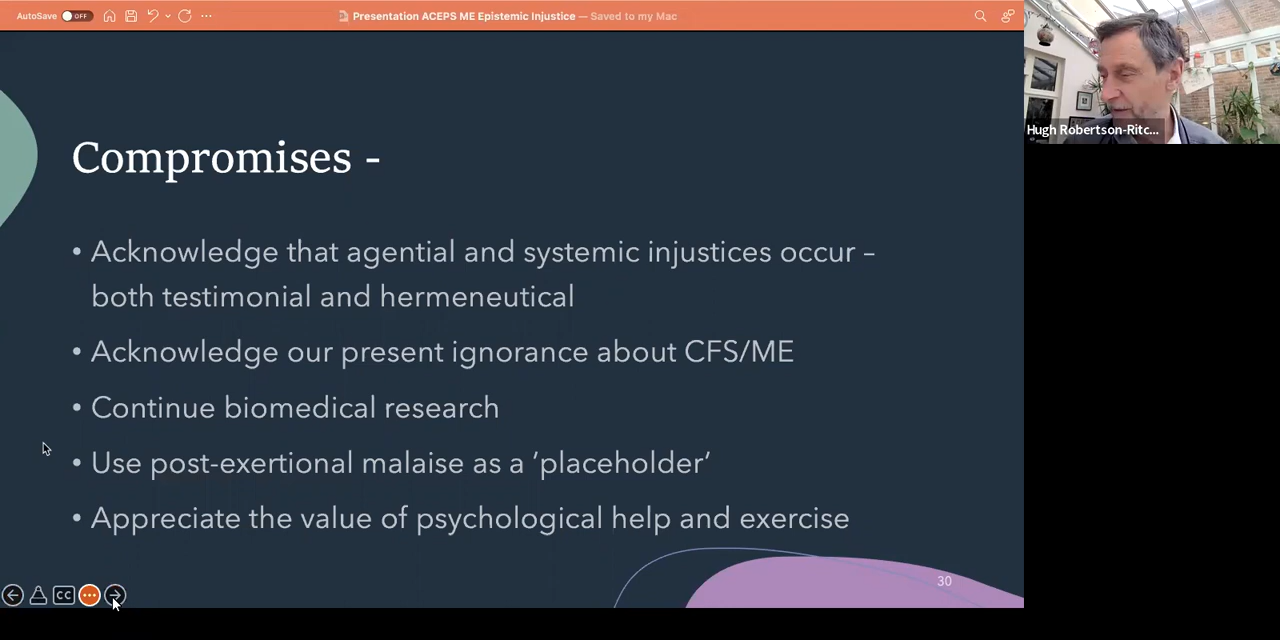 AutoSave OFF
Presentation ACEPS ME Epistemic Injustice — Saved to my Mac
Hugh Robertson-Ritc...
Compromises -
• Acknowledge that agential and systemic injustices occur –
both testimonial and hermeneutical
• Acknowledge our present ignorance about CFS/ME
• Continue biomedical research
• Use post-exertional malaise as a ’placeholder’
• Appreciate the value of psychological help and exercise
30
CC